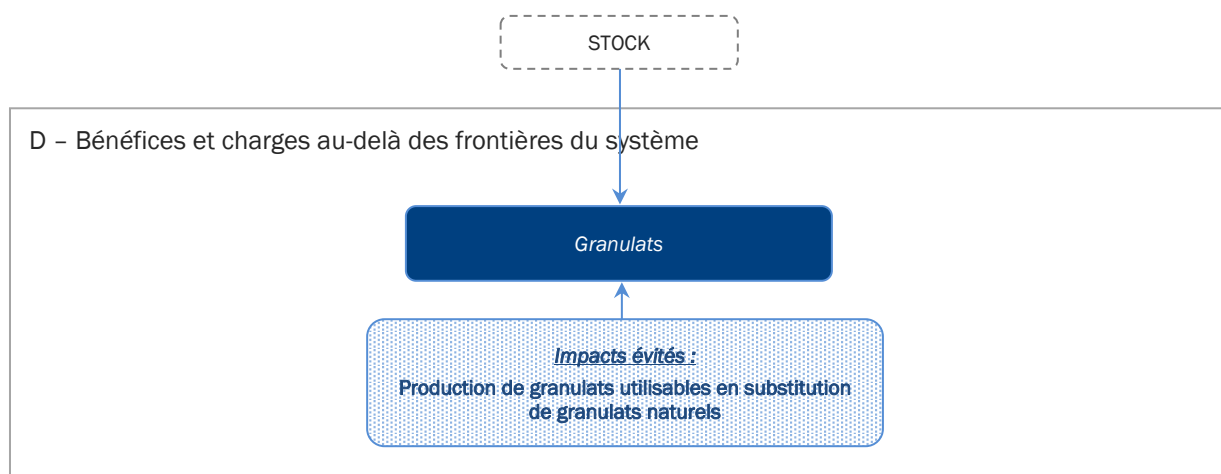 STOCK
D – Bénéfices et charges au-delà des frontières du système
Granulats
Impacts évités :
Production de granulats utilisables en substitution
de granulats naturels